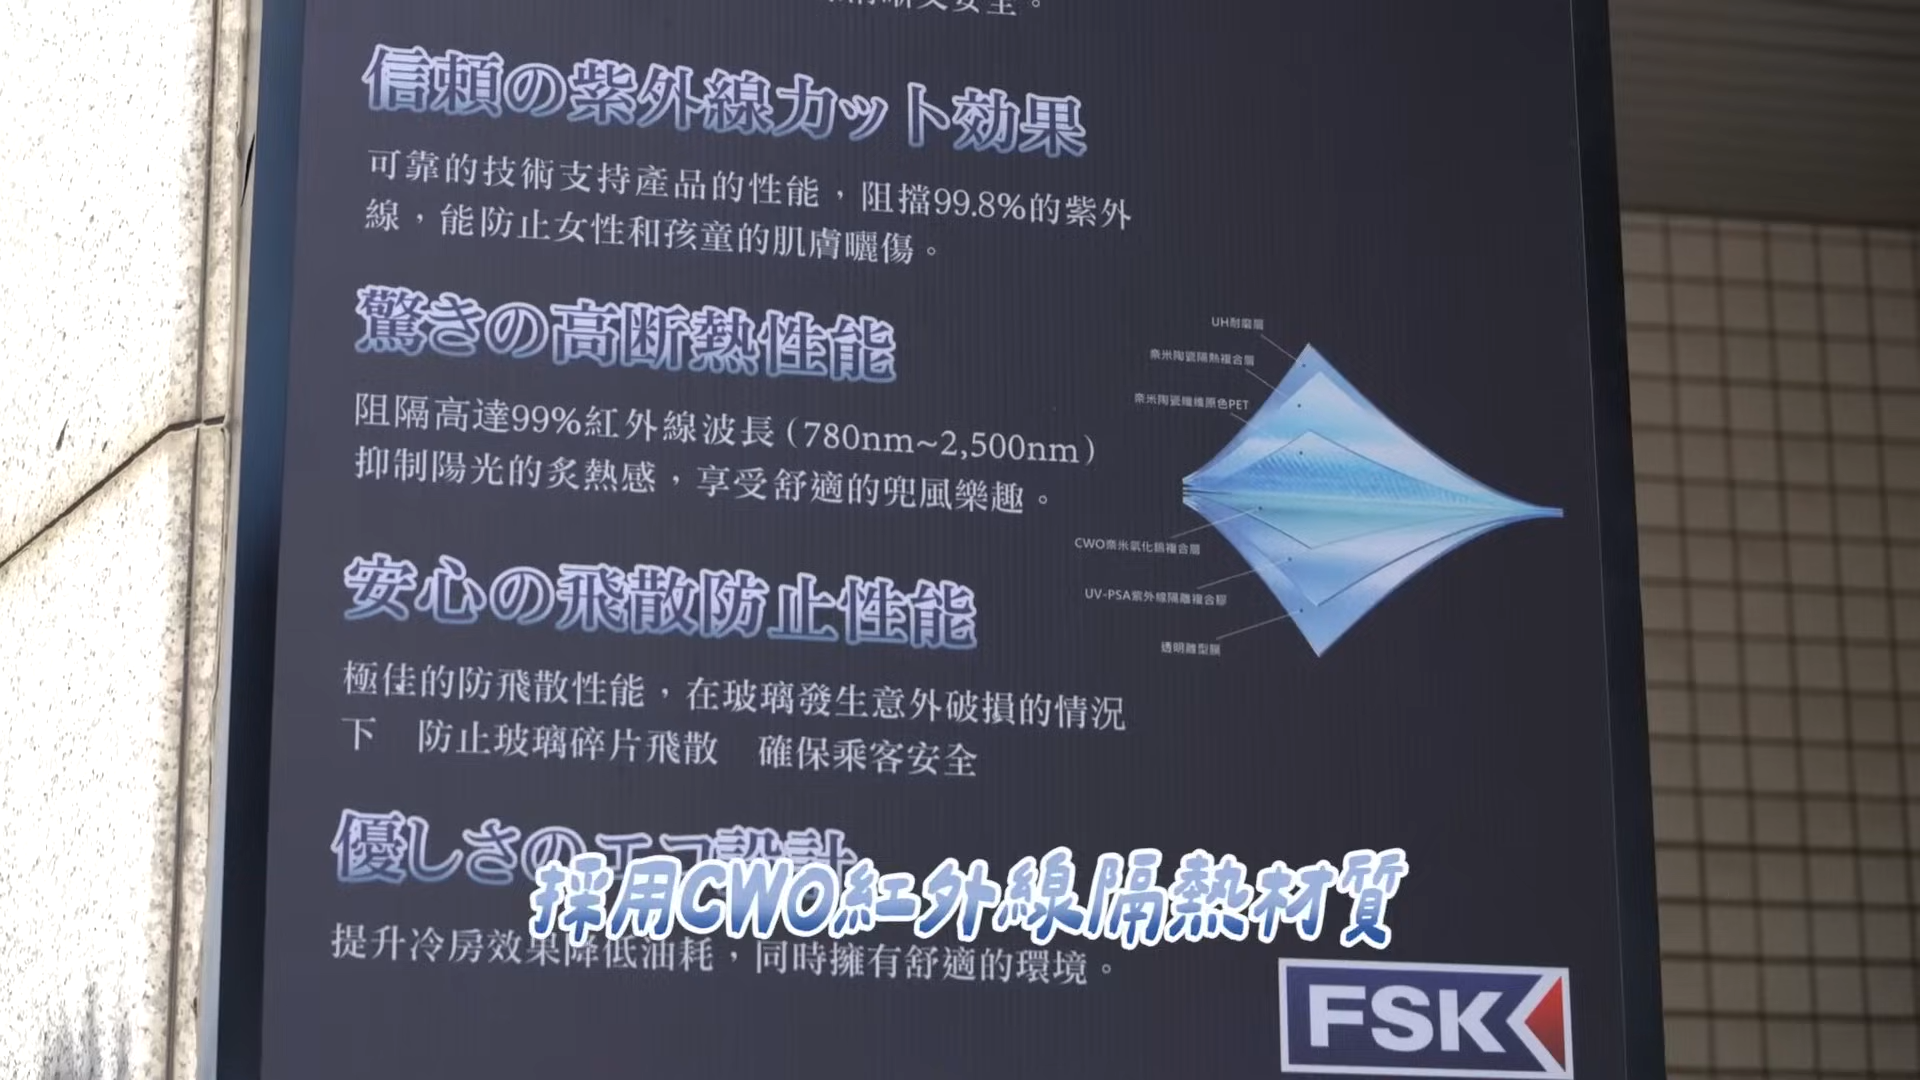 又安全。
信頼の紫外線カット効果
可靠的技術支持產品的性能，阻擋99.8%的紫外
線，能防止女性和孩童的肌膚曬傷。
驚きの高断熱性能
阻隔高達99%紅外線波長（780nm~2,500nm）
抑制陽光的炙熱感，享受舒適的兜風樂趣。
UH耐磨層
奈米陶瓷隔熱複合層
奈米陶瓷纖維原色PET
CWO奈米氧化鎢複合層
UV-PSA紫外線隔離複合膠
透明離型膜
安心の飛散防止性能
極佳的防飛散性能，在玻璃發生意外破損的情況
下　防止玻璃碎片飛散　確保乘客安全
優しさのエコ設計
採用CWO紅外線隔熱材質
提升冷房效果降低油耗，同時擁有舒適的環境。
FSK